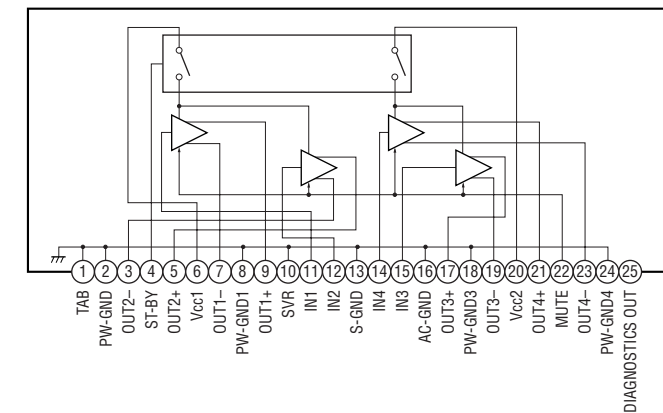 1 2 3 4 5 6 7 8 9 10 11 12 13 14 15 16 17 18 19 20 21 22 23 24 25
TAB
PW-GND
OUT2–
ST-BY
OUT2+
Vcc1
OUT1–
PW-GND1
OUT1+
SVR
IN1
IN2
S-GND
IN4
IN3
AC-GND
OUT3+
PW-GND3
OUT3–
Vcc2
OUT4+
MUTE
OUT4–
PW-GND4
DIAGNOSTICS OUT